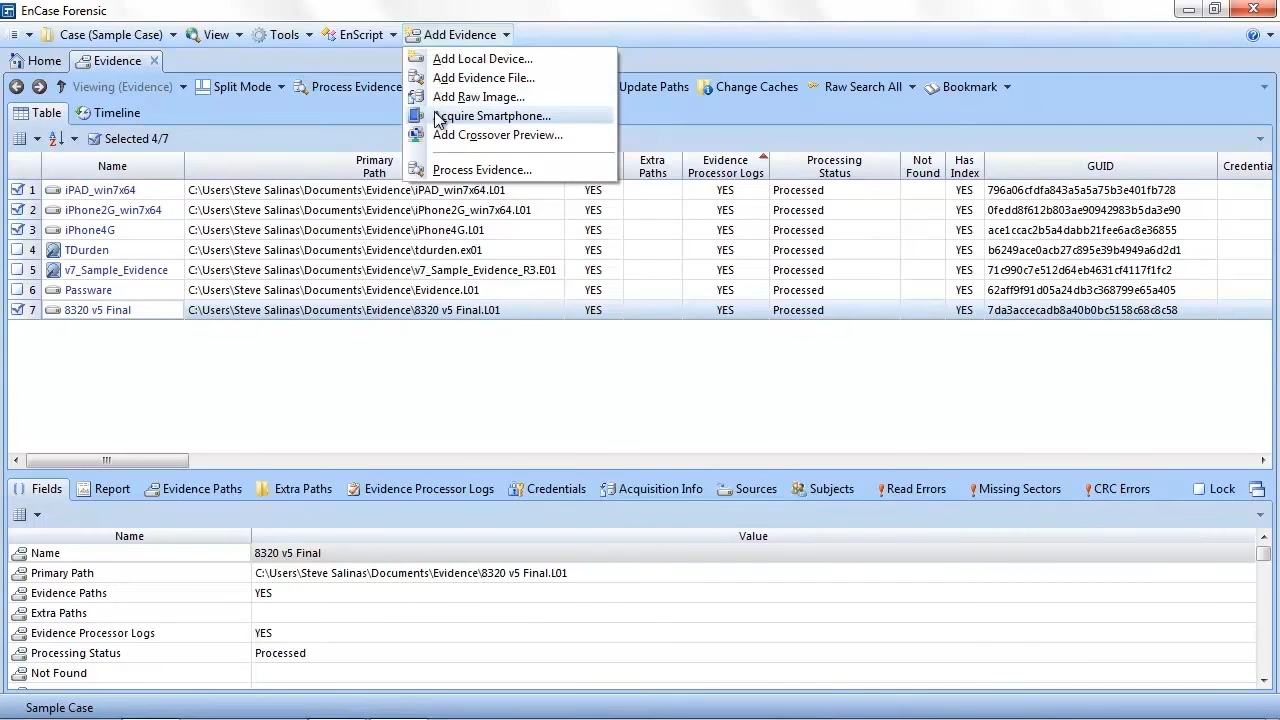 EnCase Forensic
Case (Sample Case) View Tools EnScript Add Evidence
Home Evidence
Add Local Device...
Add Evidence File...
Add Raw Image...
Acquire Smartphone...
Add Crossover Preview...
Process Evidence...
Viewing (Evidence) Split Mode Process Evidence Update Paths Change Caches Raw Search All Bookmark
Table Timeline
Selected 4/7
Name Primary Path Extra Paths Evidence Processor Logs Processing Status Not Found Has Index GUID Credentia
1 iPAD_win7x64 C:\Users\Steve Salinas\Documents\Evidence\iPAD_win7x64.L01 YES YES Processed YES 796a06cfdfa843a5a5a75b3e401fb728
2 iPhone2G_win7x64 C:\Users\Steve Salinas\Documents\Evidence\iPhone2G_win7x64.L01 YES YES Processed YES 0fedd8f612b803ae90942983b5da3e90
3 iPhone4G C:\Users\Steve Salinas\Documents\Evidence\iPhone4G.L01 YES YES Processed YES ace1ccac2b5a4dabb21fee6ac8e36855
4 TDurden C:\Users\Steve Salinas\Documents\Evidence\tdurden.ex01 YES YES Processed YES b6249ace0acb27c895e39b4949a6d2d1
5 v7_Sample_Evidence C:\Users\Steve Salinas\Documents\Evidence\v7_Sample_Evidence_R3.E01 YES YES Processed YES 71c990c7e512d64eb4631cf4117f1fc2
6 Passware C:\Users\Steve Salinas\Documents\Evidence\Evidence.L01 YES YES Processed YES 62aff9f91d05a24db3c368799e65a405
7 8320 v5 Final C:\Users\Steve Salinas\Documents\Evidence\8320 v5 Final.L01 YES YES Processed YES 7da3accecadb8a40b0bc5158c68c8c58
Fields Report Evidence Paths Extra Paths Evidence Processor Logs Credentials Acquisition Info Sources Subjects Read Errors Missing Sectors CRC Errors Lock
Name Value
Name 8320 v5 Final
Primary Path C:\Users\Steve Salinas\Documents\Evidence\8320 v5 Final.L01
Evidence Paths YES
Extra Paths
Evidence Processor Logs YES
Processing Status Processed
Not Found
Sample Case